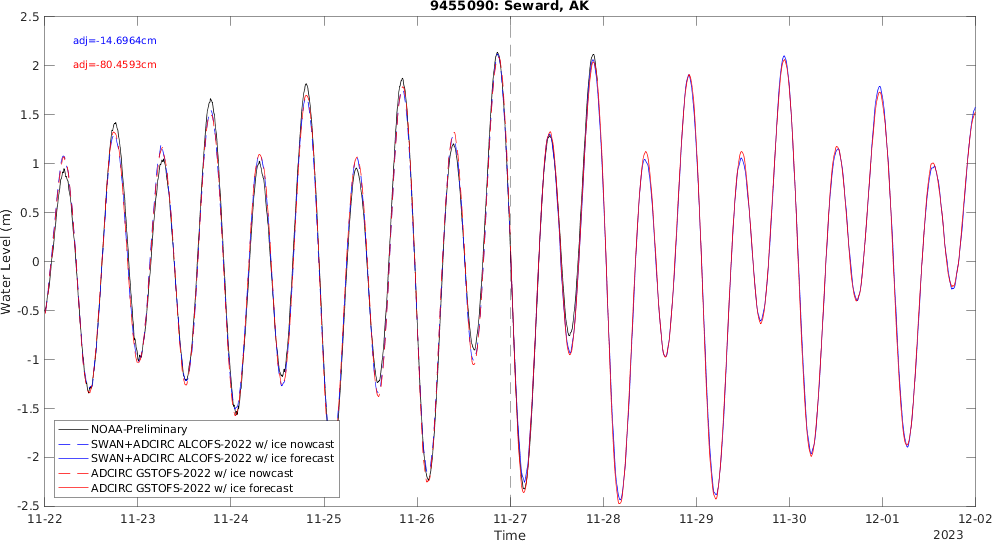 9455090: Seward, AK
adj=-14.6964cm
adj=-80.4593cm
2.5
2
1.5
1
0.5
0
-0.5
-1
-1.5
-2
-2.5
Water Level (m)
NOAA-Preliminary
SWAN+ADCIRC ALCOFS-2022 w/ ice nowcast
SWAN+ADCIRC ALCOFS-2022 w/ ice forecast
ADCIRC GSTOFS-2022 w/ ice nowcast
ADCIRC GSTOFS-2022 w/ ice forecast
11-22 11-23 11-24 11-25 11-26 11-27 11-28 11-29 11-30 12-01 12-02
Time
2023